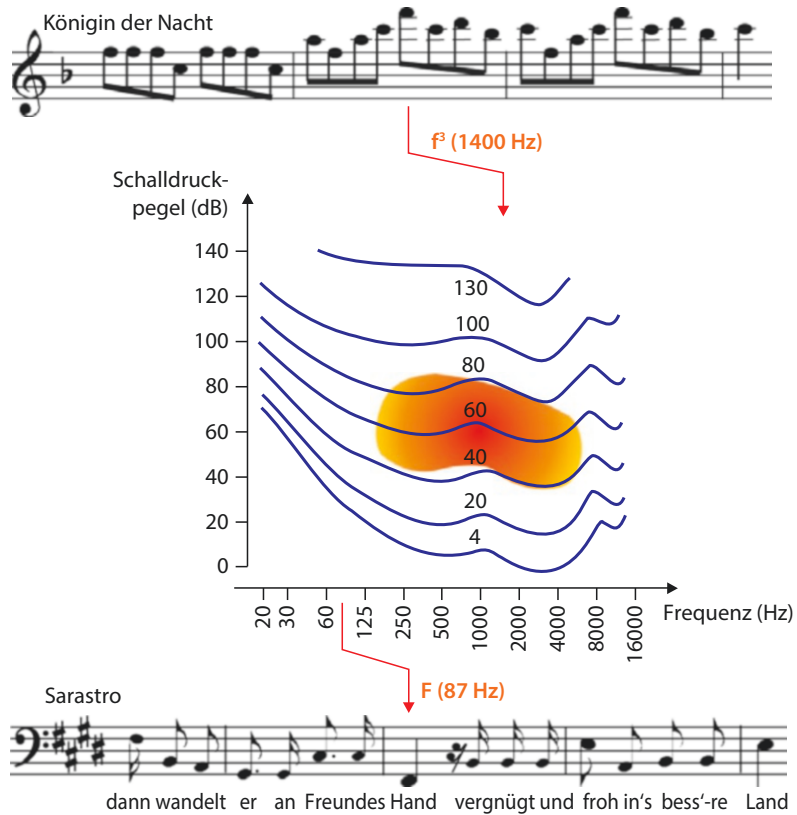 Königin der Nacht
f³ (1400 Hz)
Schalldruck-
pegel (dB)
140
120
100
80
60
40
20
0
130
100
80
60
40
20
4
20 30 60 125 250 500 1000 2000 4000 8000 16000
Frequenz (Hz)
F (87 Hz)
Sarastro
dann wandelt er an Freundes Hand vergnügt und froh in's bess'-re Land